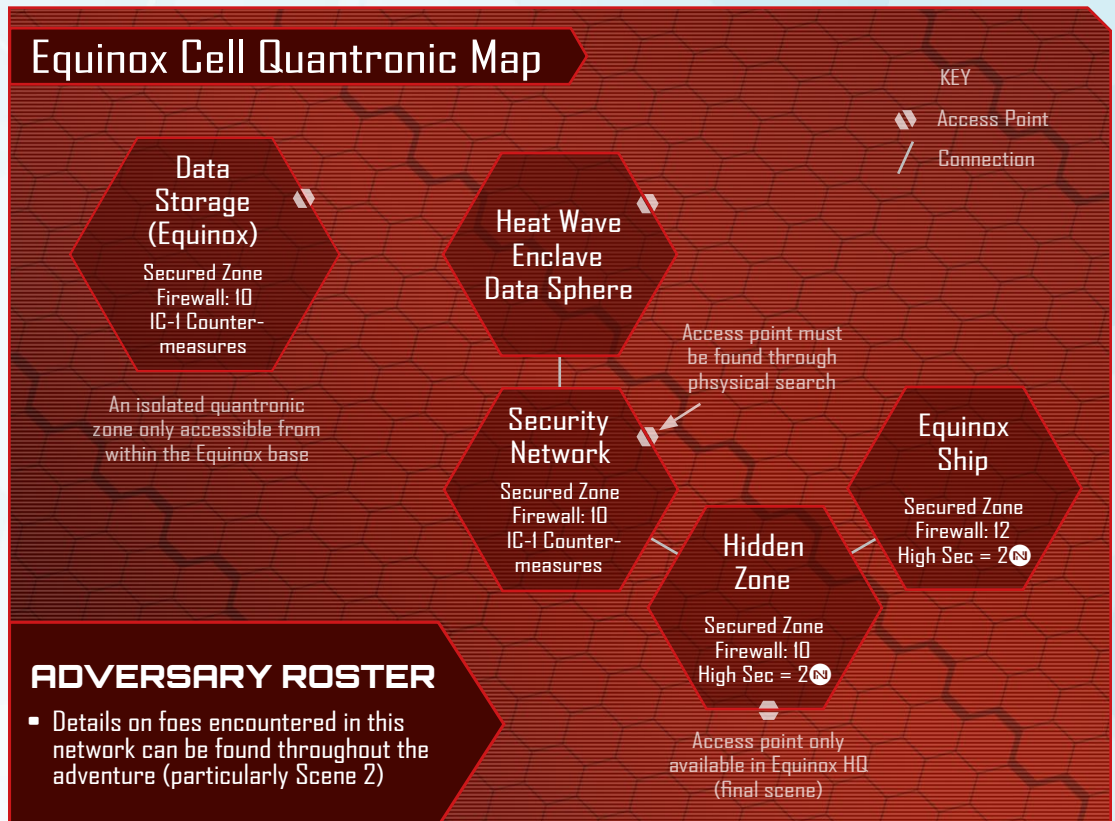 Equinox Cell Quantronic Map
KEY
Access Point
Connection
Data
Storage
(Equinox)
Secured Zone
Firewall: 10
IC-1 Counter-
measures
An isolated quantronic
zone only accessible from
within the Equinox base
Heat Wave
Enclave
Data Sphere
Access point must
be found through
phsysical search
Security
Network
Secured Zone
Firewall: 10
IC-1 Counter-
measures
Equinox
Ship
Secured Zone
Firewall: 12
High Sec = 2 N
Hidden
Zone
Secured Zone
Firewall: 10
High Sec = 2 N
Access point only
available in Equinox HQ
(final scene)
ADVERSARY ROSTER
▪ Details on foes encountered in this
network can be found throughout the
adventure (particularly Scene 2)